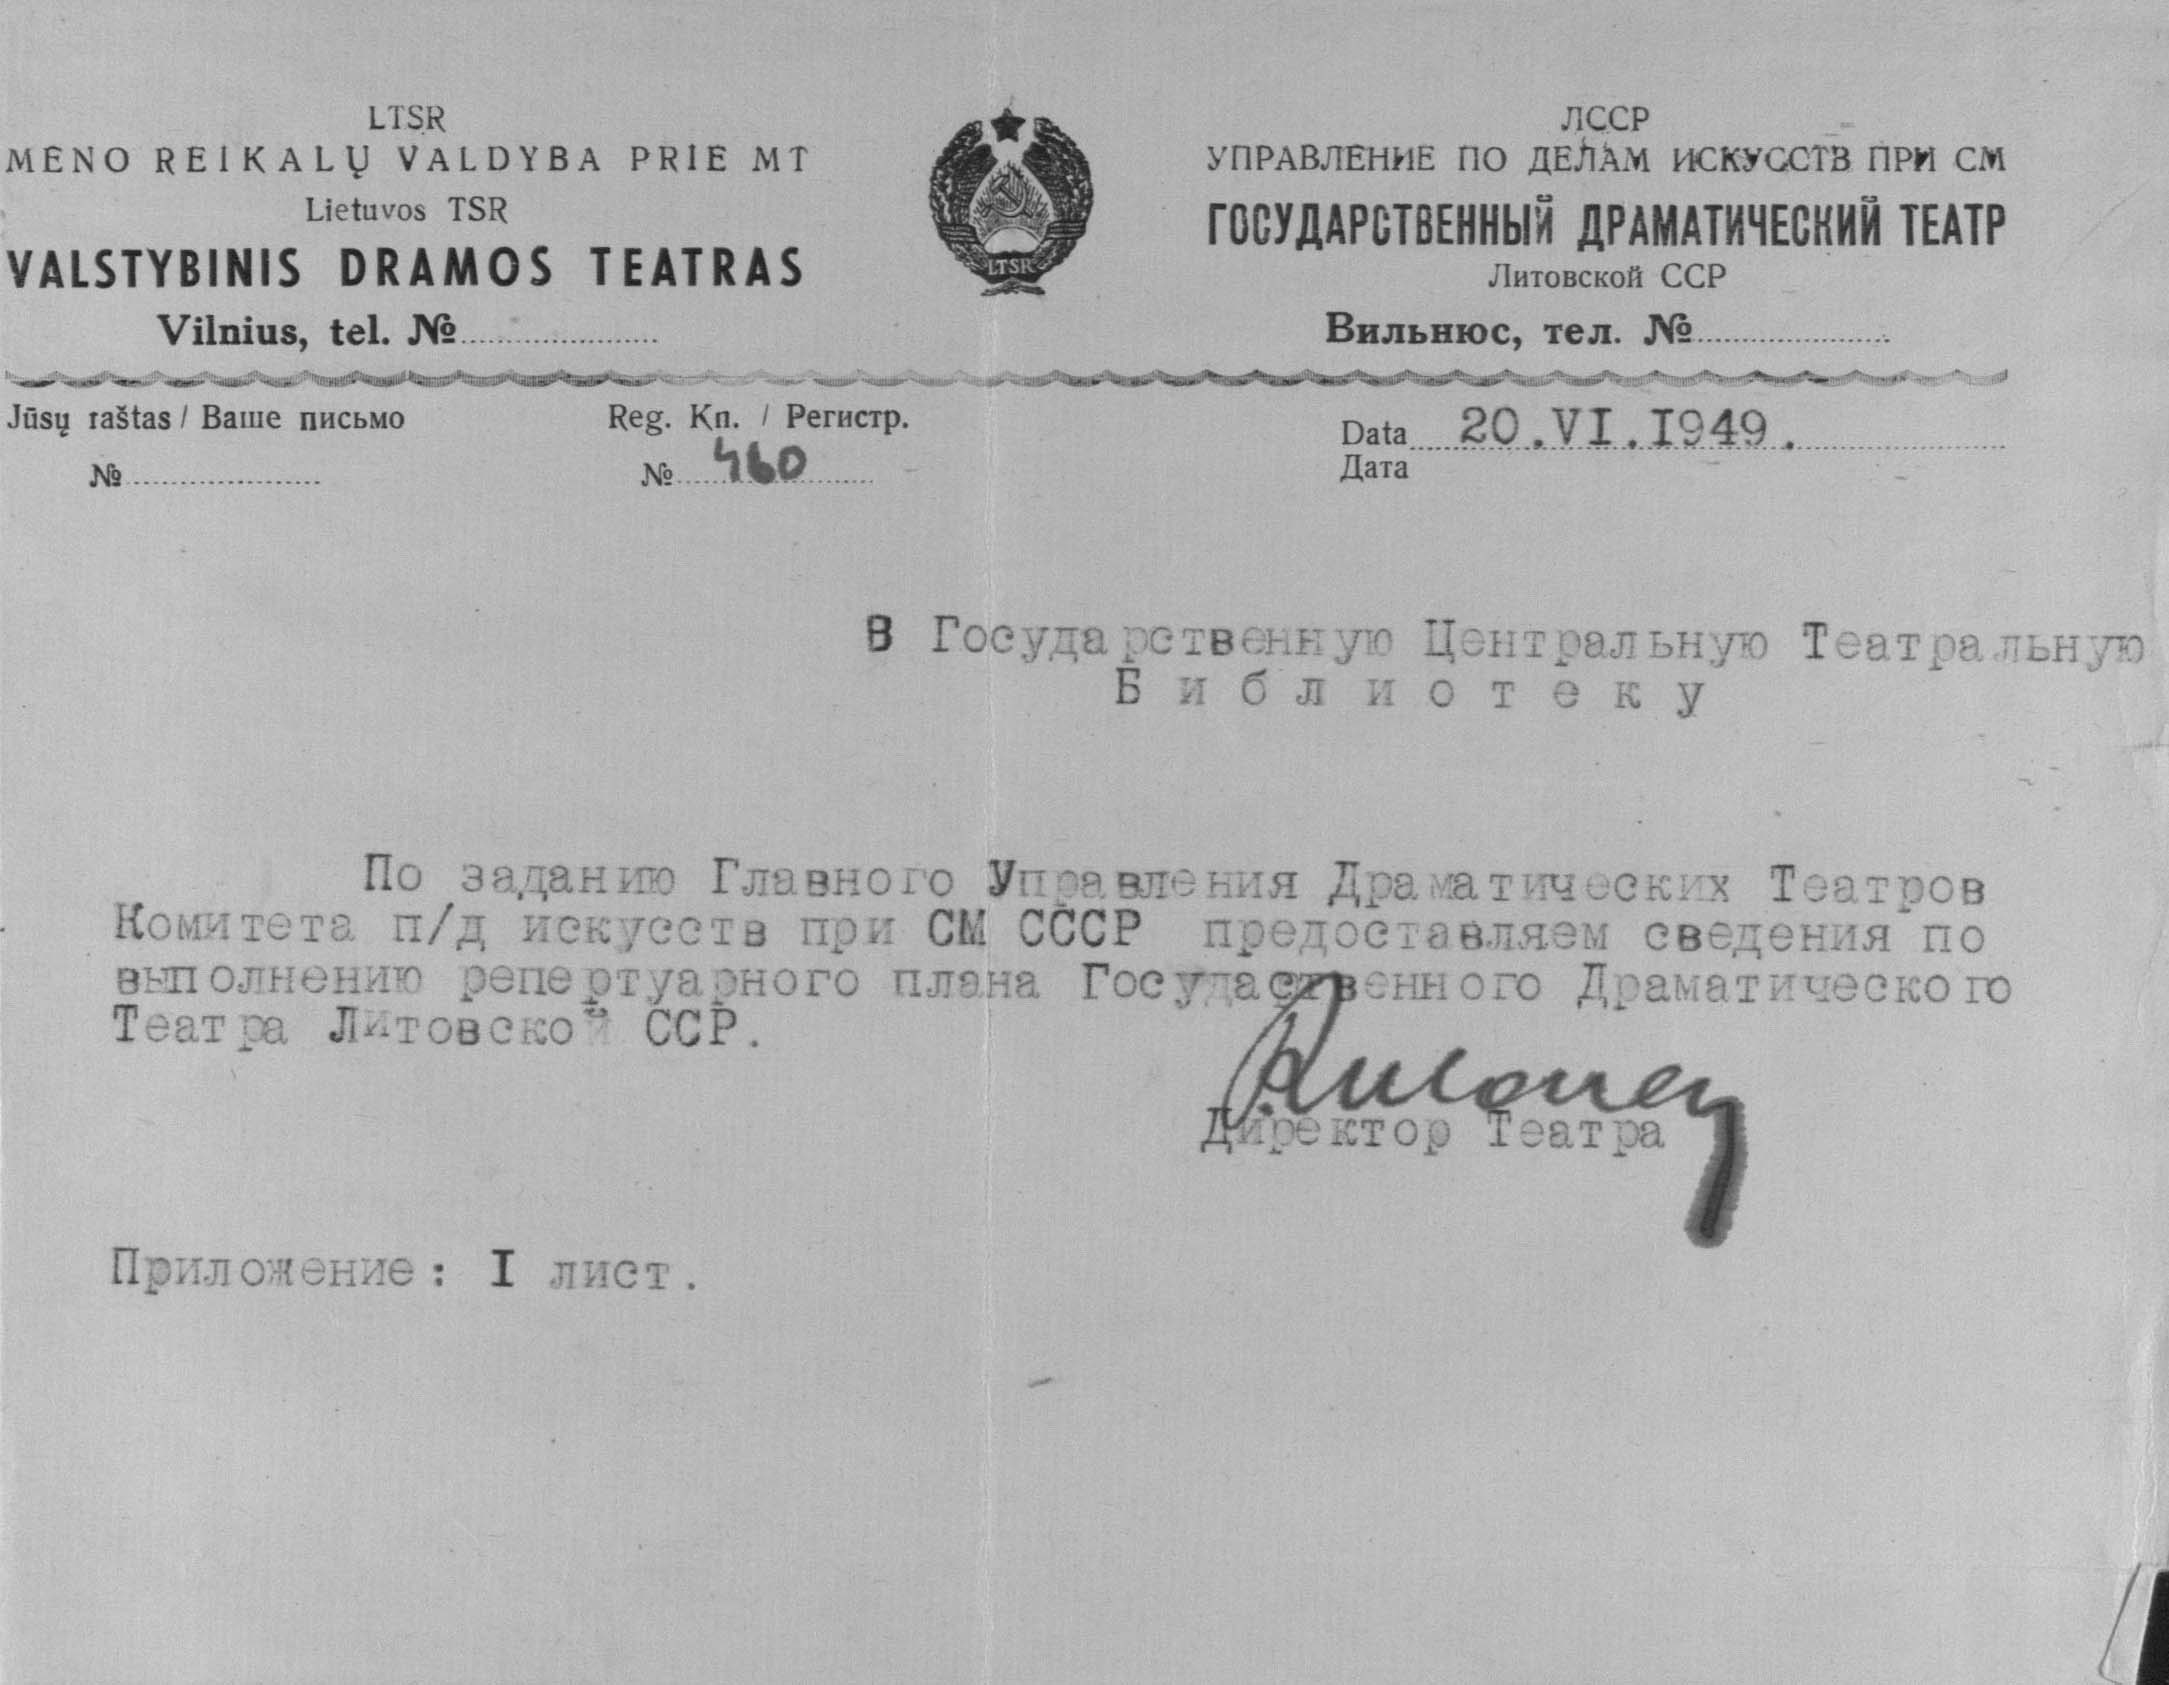 LTSR
MENO REIKALŲ VALDYBA PRIE MT
Lietuvos TSR
VALSTYBINIS DRAMOS TEATRAS
Vilnius, tel. №
LTSR
ЛССР
УПРАВЛЕНИЕ ПО ДЕЛАМ ИСКУССТВ ПРИ СМ
ГОСУДАРСТВЕННЫЙ ДРАМАТИЧЕСКИЙ ТЕАТР
Литовской ССР
Вильнюс, тел. №
Jūsų raštas / Ваше письмо
№
Reg. Кп. / Регистр.
№ 460
Data 20.VI.I949.
Дата
В Государственную Центральную Театральную
Библиотеку
По заданию Главного Управления Драматических Театров
Комитета п/д искусств при СМ СССР предоставляем сведения по
выполнению репертуарного плана Госудаственного Драматического
Театра Литовской ССР.
Директор Театра
Приложение: I лист.